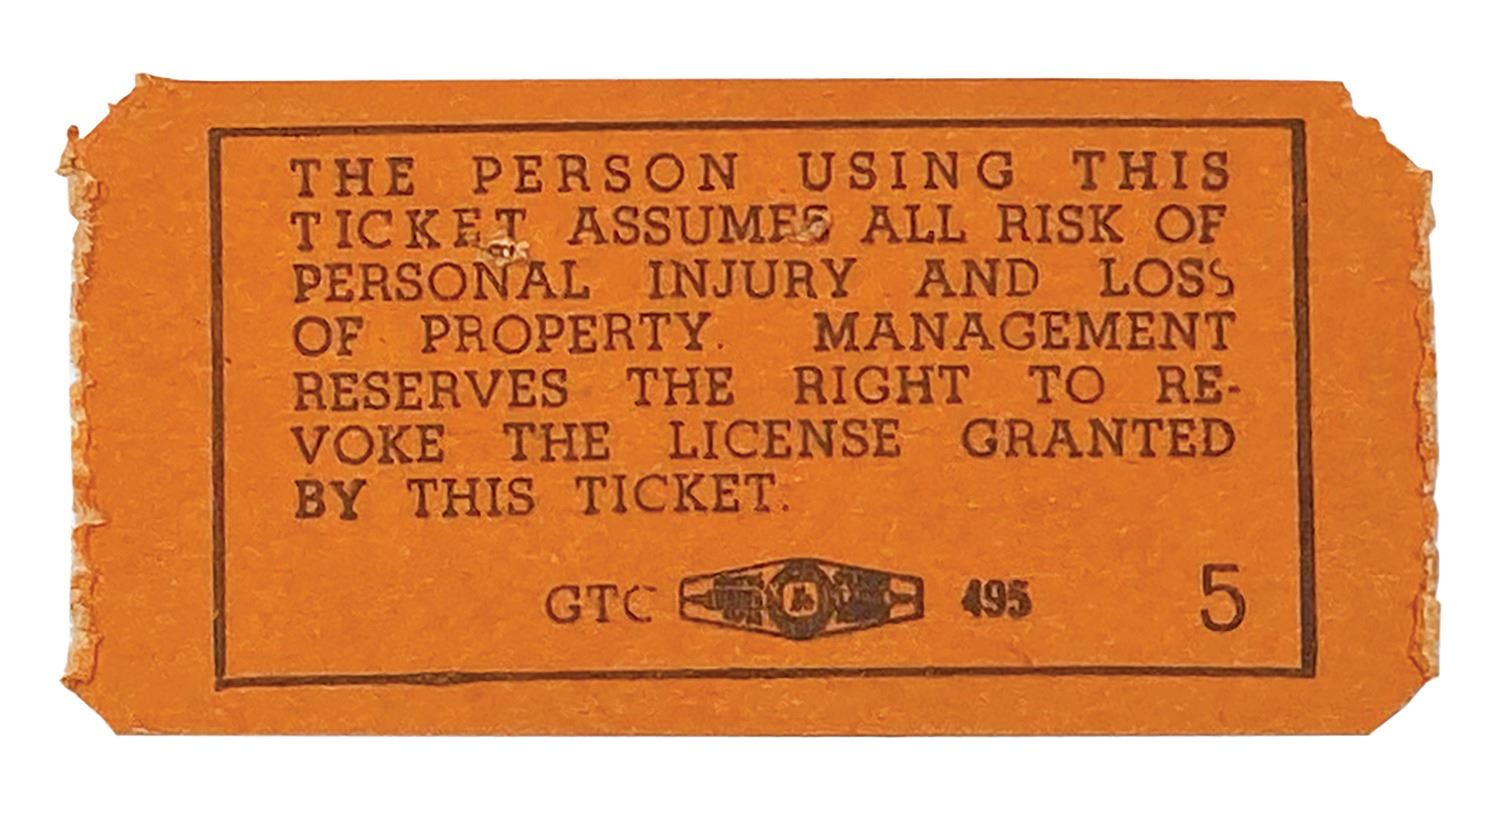 THE PERSON USING THIS
TICKET ASSUMES ALL RISK OF
PERSONAL INJURY AND LOSS
OF PROPERTY. MANAGEMENT
RESERVES THE RIGHT TO RE-
VOKE THE LICENSE GRANTED
BY THIS TICKET.
GTC 495 5